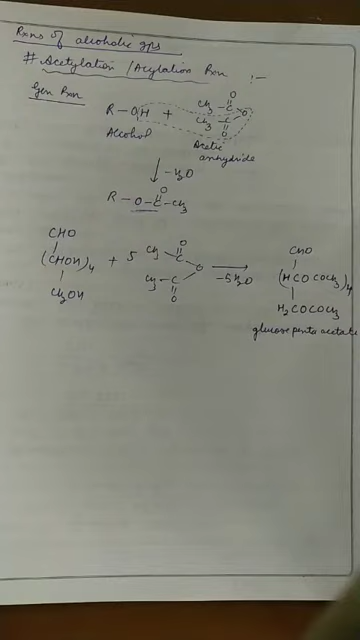 Rxns of alcoholic gps
# Acetylation / Acylation Rxn :-
Gen Rxn
R - OH +
CH3 - C - O
O
CH3 - C
O
Alcohol
Acetic
anhydride
-H2O
O
R - O - C - CH3
CHO
(CHOH)4
CH2OH
+ 5
CH3 - C
O
O
CH3 - C
O
-5H2O
CHO
(HCOCOCH3)4
H2COCOCH3
glucose penta acetate